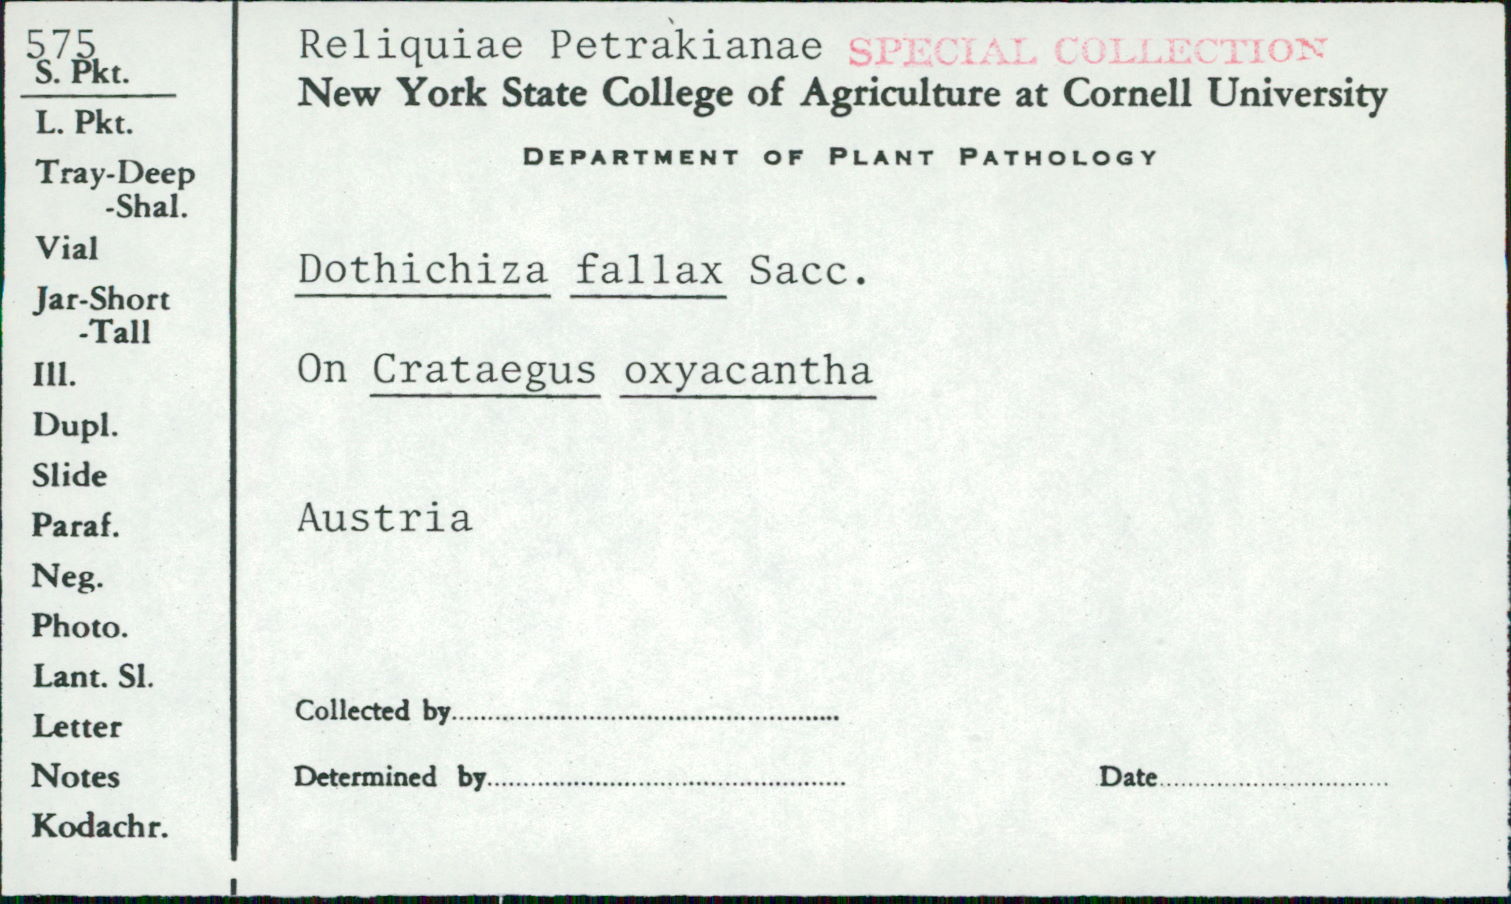 575
S. Pkt.
L. Pkt.
Tray-Deep
-Shal.
Vial
Jar-Short
-Tall
Ill.
Dupl.
Slide
Paraf.
Neg.
Photo.
Lant. Sl.
Letter
Notes
Kodachr.
Reliquiae Petrakianae SPECIAL COLLECTION
New York State College of Agriculture at Cornell University
DEPARTMENT OF PLANT PATHOLOGY
Dothichiza fallax Sacc.
On Crataegus oxyacantha
Austria
Collected by
Determined by Date